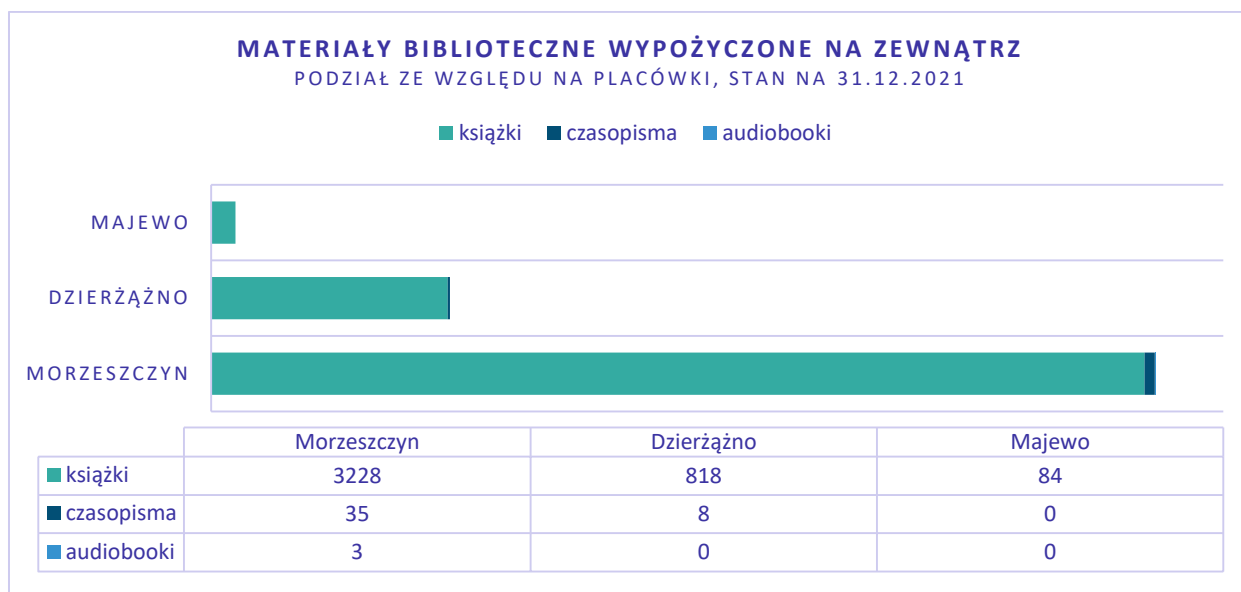 MATERIAŁY BIBLIOTECZNE WYPOŻYCZONE NA ZEWNĄTRZ
PODZIAŁ ZE WZGLĘDU NA PLACÓWKI, STAN NA 31.12.2021
książki czasopisma audiobooki
MAJEWO
DZIERŻĄŻNO
MORZESZCZYN
Morzeszczyn Dzierżążno Majewo
książki 3228 818 84
czasopisma 35 8 0
audiobooki 3 0 0